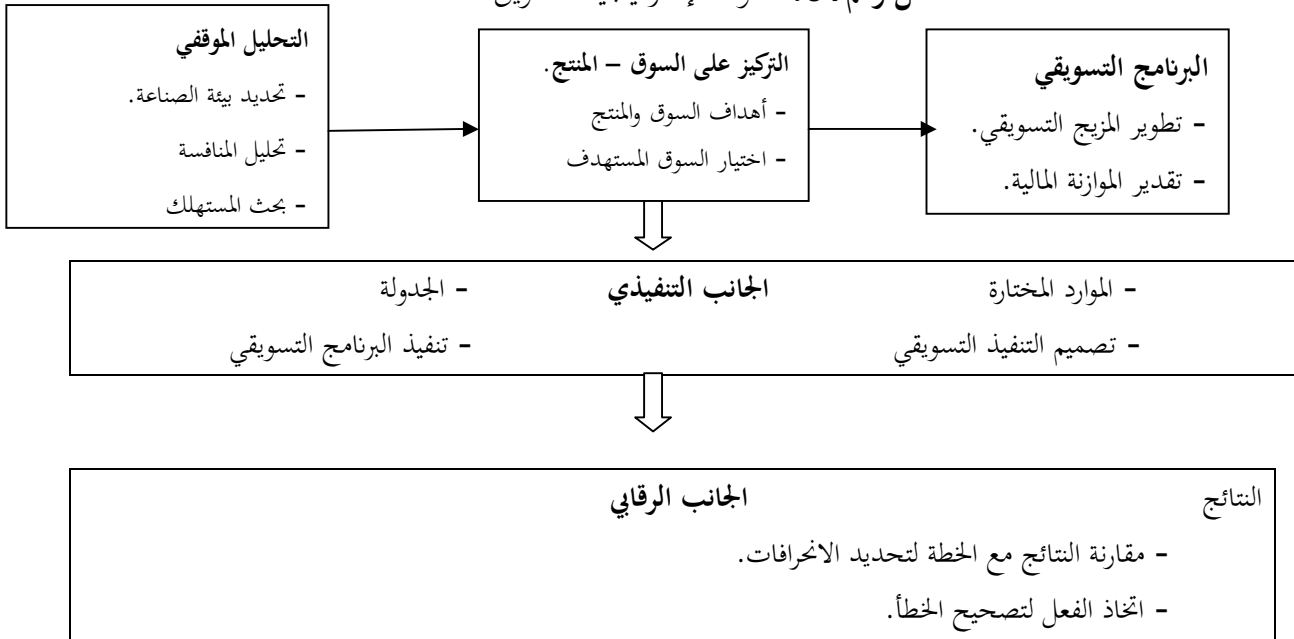 التحليل الموقفي
- تحديد بيئة الصناعة.
- تحليل المنافسة
- بحث المستهلك
التركيز على السوق – المنتج.
- أهداف السوق والمنتج
- اختيار السوق المستهدف
البرنامج التسويقي
- تطوير المزيج التسويقي.
- تقدير الموازنة المالية.
- الموارد المختارة
الجانب التنفيذي
- الجدولة
- تصميم التنفيذ التسويقي
- تنفيذ البرنامج التسويقي
النتائج
الجانب الرقابي
- مقارنة النتائج مع الخطة لتحديد الانحرافات.
- اتخاذ الفعل لتصحيح الخطأ.